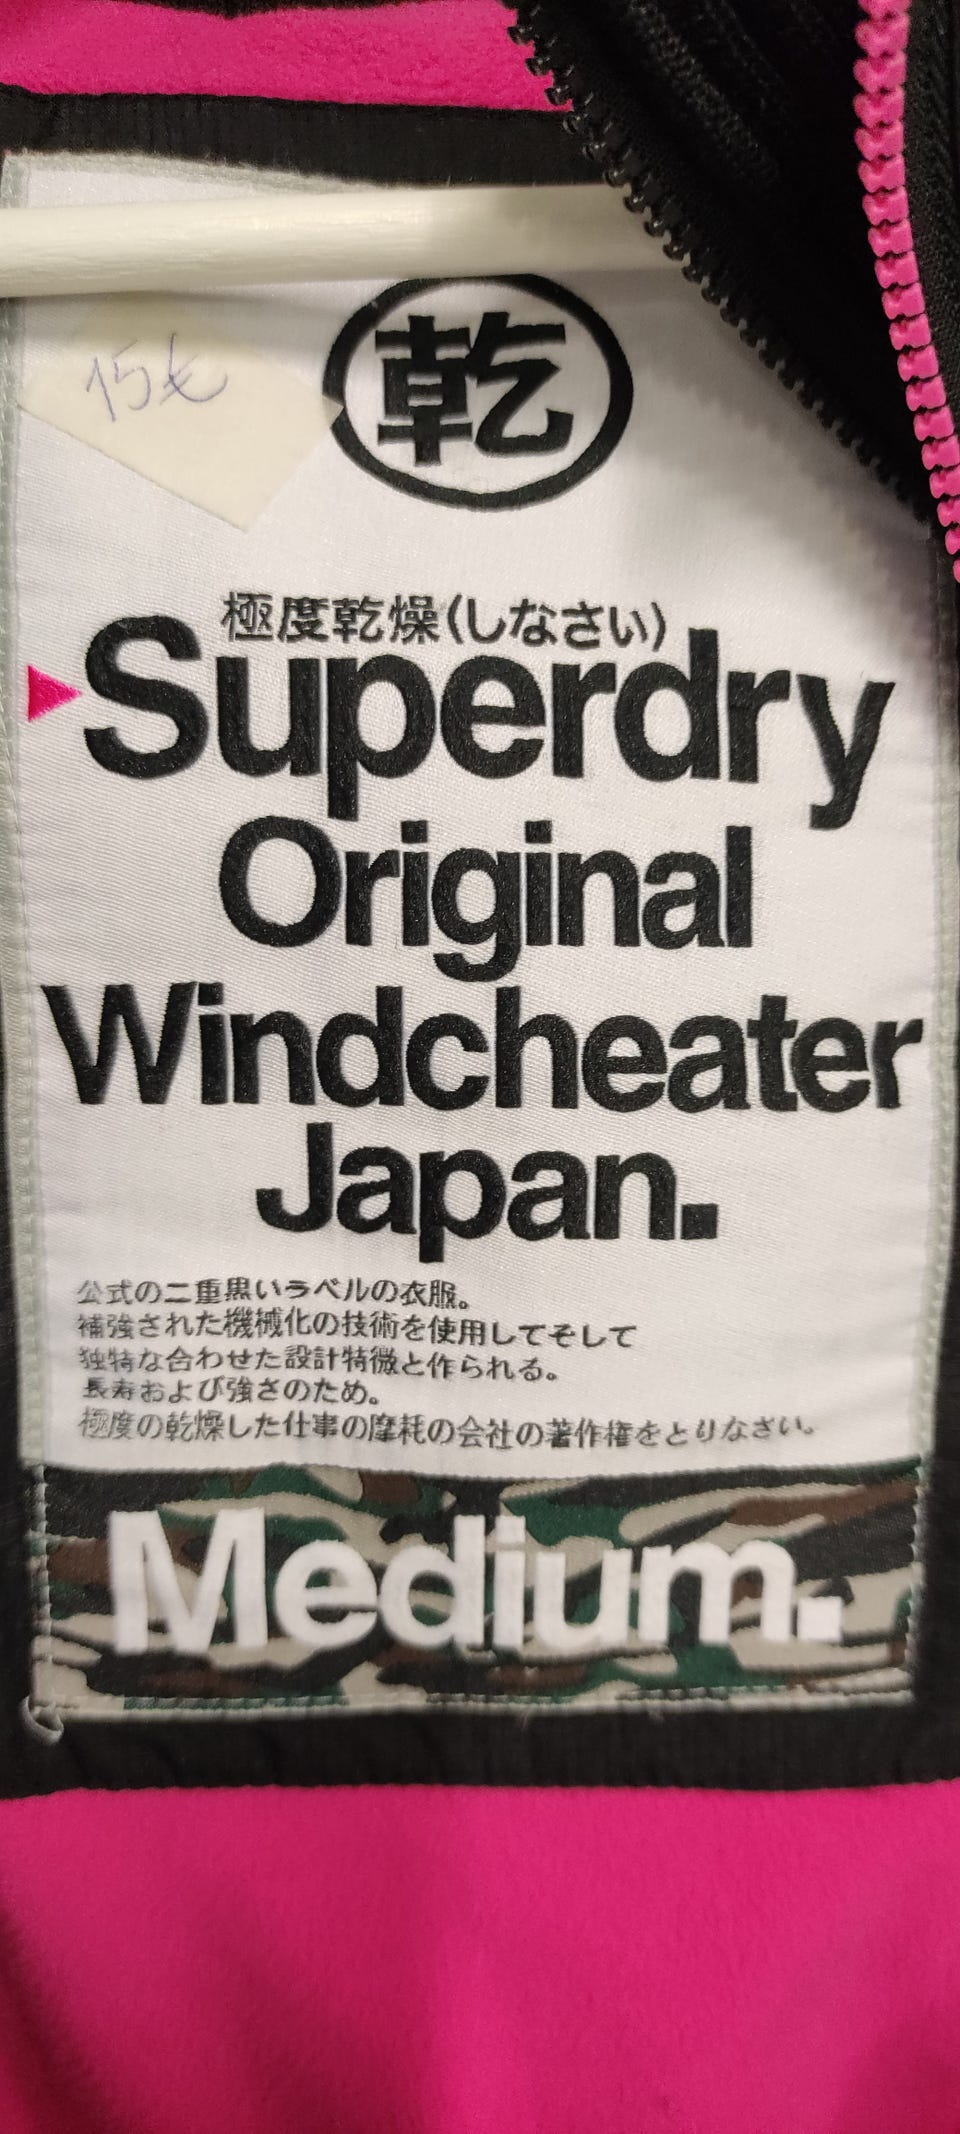 15€
乾
極度乾燥(しなさい)
Superdry
Original
Windcheater
Japan.
公式の二重黒いラベルの衣服。
補強された機械化の技術を使用してそして
独特な合わせた設計特徴と作られる。
長寿および強さのため。
極度の乾燥した仕事の摩耗の会社の著作権をとりなさい。
Medium.